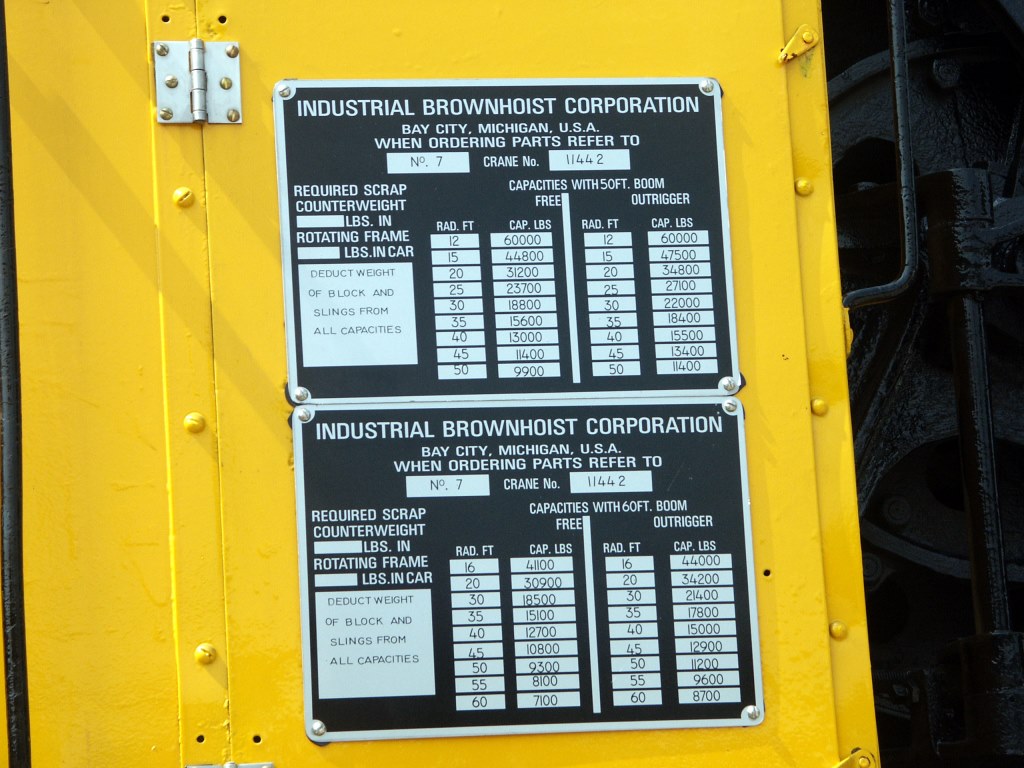 INDUSTRIAL BROWNHOIST CORPORATION
BAY CITY, MICHIGAN, U.S.A.
WHEN ORDERING PARTS REFER TO
No. 7 CRANE No. 11442
REQUIRED SCRAP
COUNTERWEIGHT
LBS. IN
ROTATING FRAME
LBS. IN CAR
DEDUCT WEIGHT
OF BLOCK AND
SLINGS FROM
ALL CAPACITIES
CAPACITIES WITH 50FT. BOOM
FREE OUTRIGGER
RAD. FT CAP. LBS RAD. FT CAP. LBS
12 60000 12 60000
15 44800 15 47500
20 31200 20 34800
25 23700 25 27100
30 18800 30 22000
35 15600 35 18400
40 13000 40 15500
45 11400 45 13400
50 9900 50 11400
INDUSTRIAL BROWNHOIST CORPORATION
BAY CITY, MICHIGAN, U.S.A.
WHEN ORDERING PARTS REFER TO
No. 7 CRANE No. 11442
REQUIRED SCRAP
COUNTERWEIGHT
LBS. IN
ROTATING FRAME
LBS. IN CAR
DEDUCT WEIGHT
OF BLOCK AND
SLINGS FROM
ALL CAPACITIES
CAPACITIES WITH 60FT. BOOM
FREE OUTRIGGER
RAD. FT CAP. LBS RAD. FT CAP. LBS
16 41100 16 44000
20 30900 20 34200
30 18500 30 21400
35 15100 35 17800
40 12700 40 15000
45 10800 45 12900
50 9300 50 11200
55 8100 55 9600
60 7100 60 8700